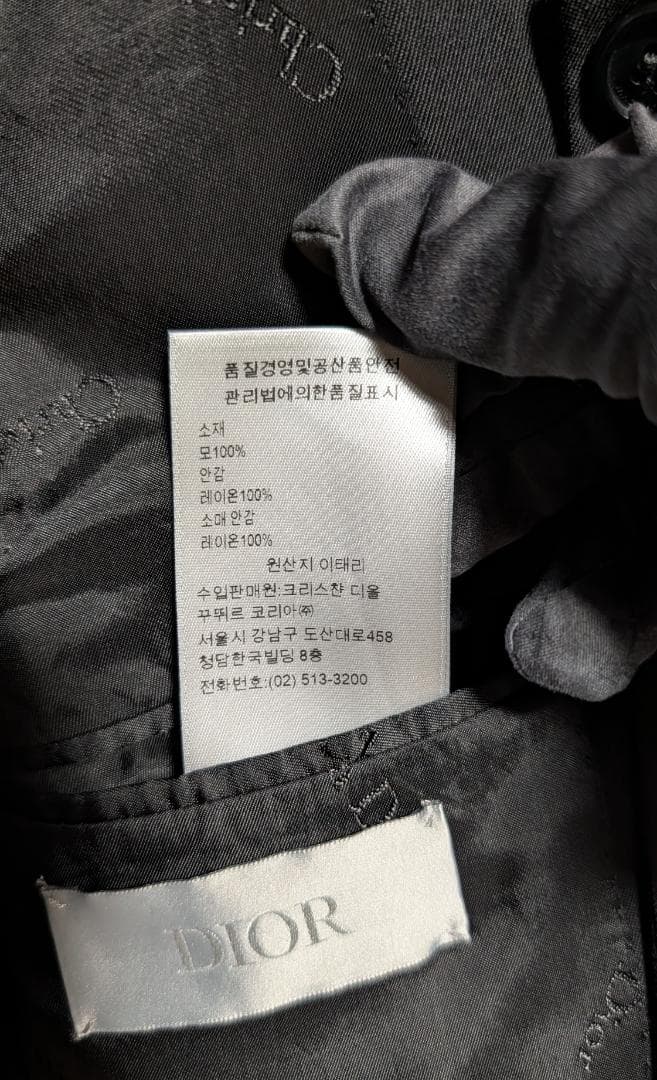 Christ
품질경영및공산품안전
관리법에의한품질표시
Chris
소재
모100%
안감
레이온100%
소매 안감
레이온100%
원산지 이태리
수입판매원:크리스챤 디올
꾸뛰르 코리아㈜
서울시 강남구 도산대로458
청담한국빌딩 8층
전화번호:(02) 513-3200
DIOR
Dior